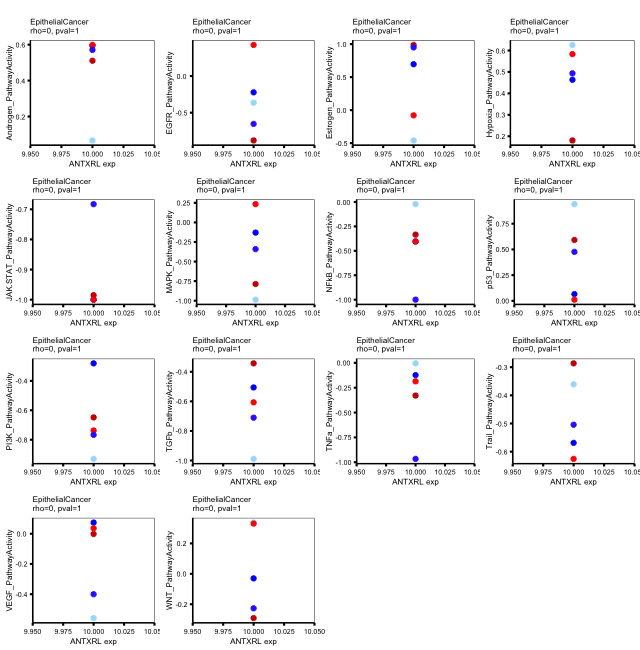 EpithelialCancer
rho=0, pval=1
Androgen_PathwayActivity
0.6
0.4
0.2
9.950 9.975 10.000 10.025 10.05
ANTXRL exp
EpithelialCancer
rho=0, pval=1
EGFR_PathwayActivity
0.0
-0.5
9.950 9.975 10.000 10.025 10.05
ANTXRL exp
EpithelialCancer
rho=0, pval=1
Estrogen_PathwayActivity
1.0
0.5
0.0
-0.5
9.950 9.975 10.000 10.025 10.05
ANTXRL exp
EpithelialCancer
rho=0, pval=1
Hypoxia_PathwayActivity
0.6
0.5
0.4
0.3
0.2
9.950 9.975 10.000 10.025 10.05
ANTXRL exp
EpithelialCancer
rho=0, pval=1
JAK.STAT_PathwayActivity
-0.7
-0.8
-0.9
-1.0
9.950 9.975 10.000 10.025 10.05
ANTXRL exp
EpithelialCancer
rho=0, pval=1
MAPK_PathwayActivity
0.25
0.00
-0.25
-0.50
-0.75
-1.00
9.950 9.975 10.000 10.025 10.05
ANTXRL exp
EpithelialCancer
rho=0, pval=1
NFkB_PathwayActivity
0.00
-0.25
-0.50
-0.75
-1.00
9.950 9.975 10.000 10.025 10.05
ANTXRL exp
EpithelialCancer
rho=0, pval=1
p53_PathwayActivity
0.75
0.50
0.25
0.00
9.950 9.975 10.000 10.025 10.05
ANTXRL exp
EpithelialCancer
rho=0, pval=1
PI3K_PathwayActivity
-0.4
-0.6
-0.8
9.950 9.975 10.000 10.025 10.05
ANTXRL exp
EpithelialCancer
rho=0, pval=1
TGFb_PathwayActivity
-0.4
-0.6
-0.8
-1.0
9.950 9.975 10.000 10.025 10.05
ANTXRL exp
EpithelialCancer
rho=0, pval=1
TNFa_PathwayActivity
0.00
-0.25
-0.50
-0.75
-1.00
9.950 9.975 10.000 10.025 10.05
ANTXRL exp
EpithelialCancer
rho=0, pval=1
Trail_PathwayActivity
-0.3
-0.4
-0.5
-0.6
9.950 9.975 10.000 10.025 10.05
ANTXRL exp
EpithelialCancer
rho=0, pval=1
VEGF_PathwayActivity
0.0
-0.4
9.950 9.975 10.000 10.025 10.05
ANTXRL exp
EpithelialCancer
rho=0, pval=1
WNT_PathwayActivity
0.2
0.0
-0.2
9.950 9.975 10.000 10.025 10.050
ANTXRL exp